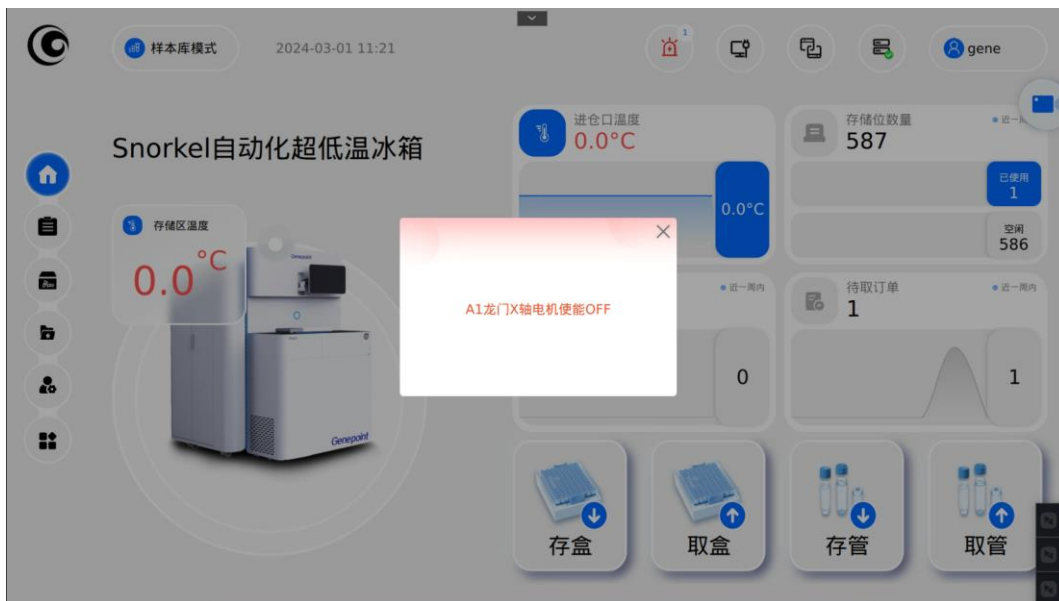 样本库模式
2024-03-01 11:21
1
gene
Snorkel自动化超低温冰箱
存储区温度
0.0°C
Genepoint
进仓口温度
0.0°C
0.0°C
存储位数量
587
已使用
1
空闲
586
A1龙门X轴电机使能OFF
近一周内
0
待取订单
1
近一周内
1
存盒
取盒
存管
取管